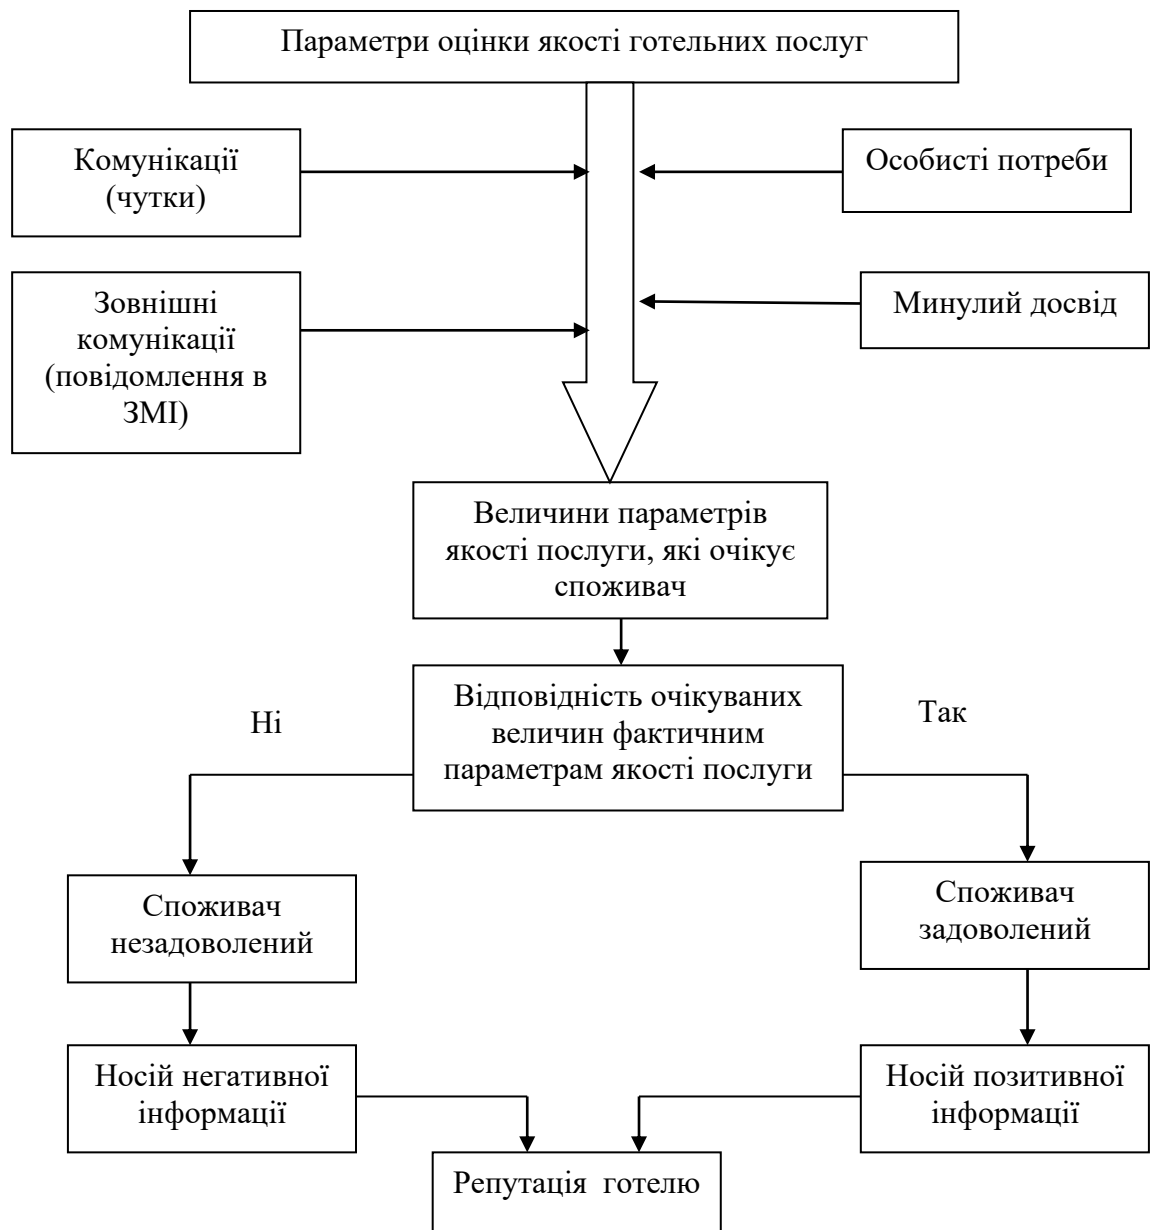 Параметри оцінки якості готельних послуг
Комунікації
(чутки)
Особисті потреби
Зовнішні
комунікації
(повідомлення в
ЗМІ)
Минулий досвід
Величини параметрів
якості послуги, які очікує
споживач
Ні
Відповідність очікуваних
величин фактичним
параметрам якості послуги
Так
Споживач
незадоволений
Споживач
задоволений
Носій негативної
інформації
Носій позитивної
інформації
Репутація готелю